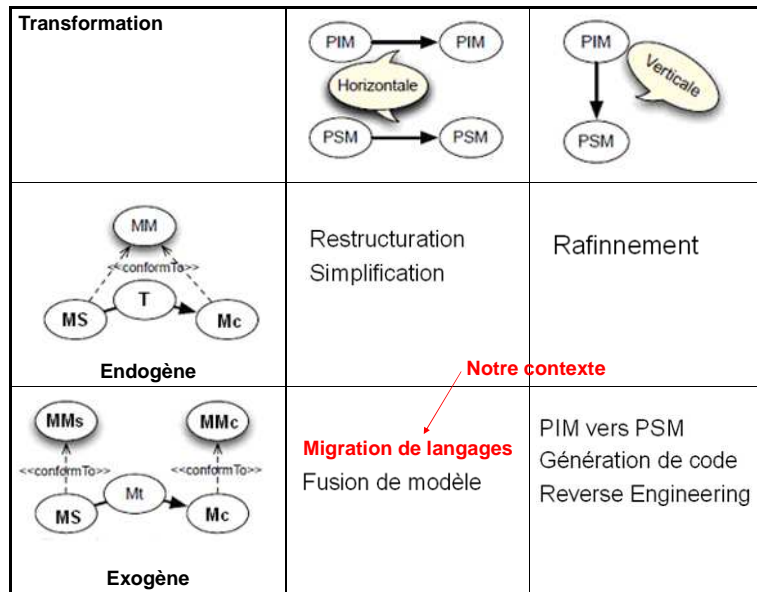 Transformation
PIM PIM
Horizontale
PSM PSM
PIM
Verticale
PSM
MM
<<conformTo>>
T
MS Mc
Endogène
Restructuration
Simplification
Rafinnement
Notre contexte
MMs MMc
<<conformTo>> <<conformTo>>
Mt
MS Mc
Exogène
Migration de langages
Fusion de modèle
PIM vers PSM
Génération de code
Reverse Engineering